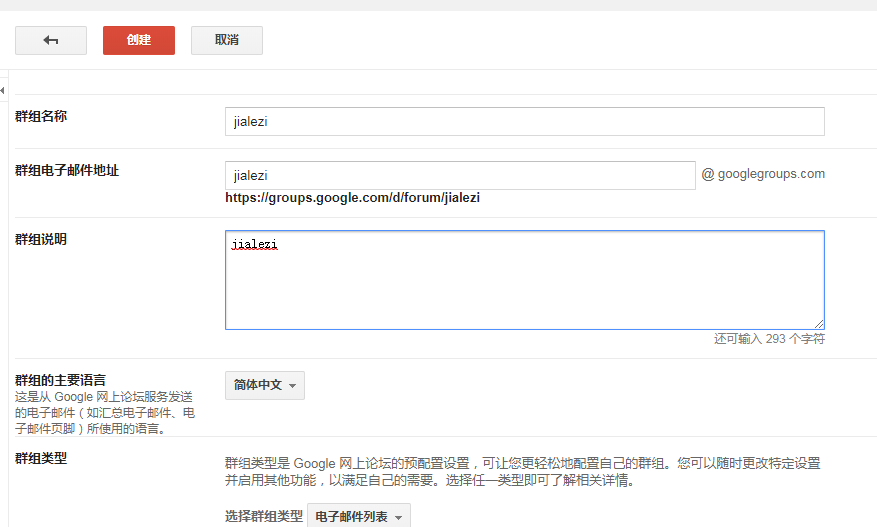 创建
取消
群组名称
jialezi
群组电子邮件地址
jialezi
@ googlegroups.com
https://groups.google.com/d/forum/jialezi
群组说明
jialezi
还可输入 293 个字符
群组的主要语言
这是从 Google 网上论坛服务发送
的电子邮件（如汇总电子邮件、电
子邮件页脚）所使用的语言。
简体中文
群组类型
群组类型是 Google 网上论坛的预配置设置，可让您更轻松地配置自己的群组。您可以随时更改特定设置
并启用其他功能，以满足自己的需要。选择任一类型即可了解相关详情。
选择群组类型
电子邮件列表